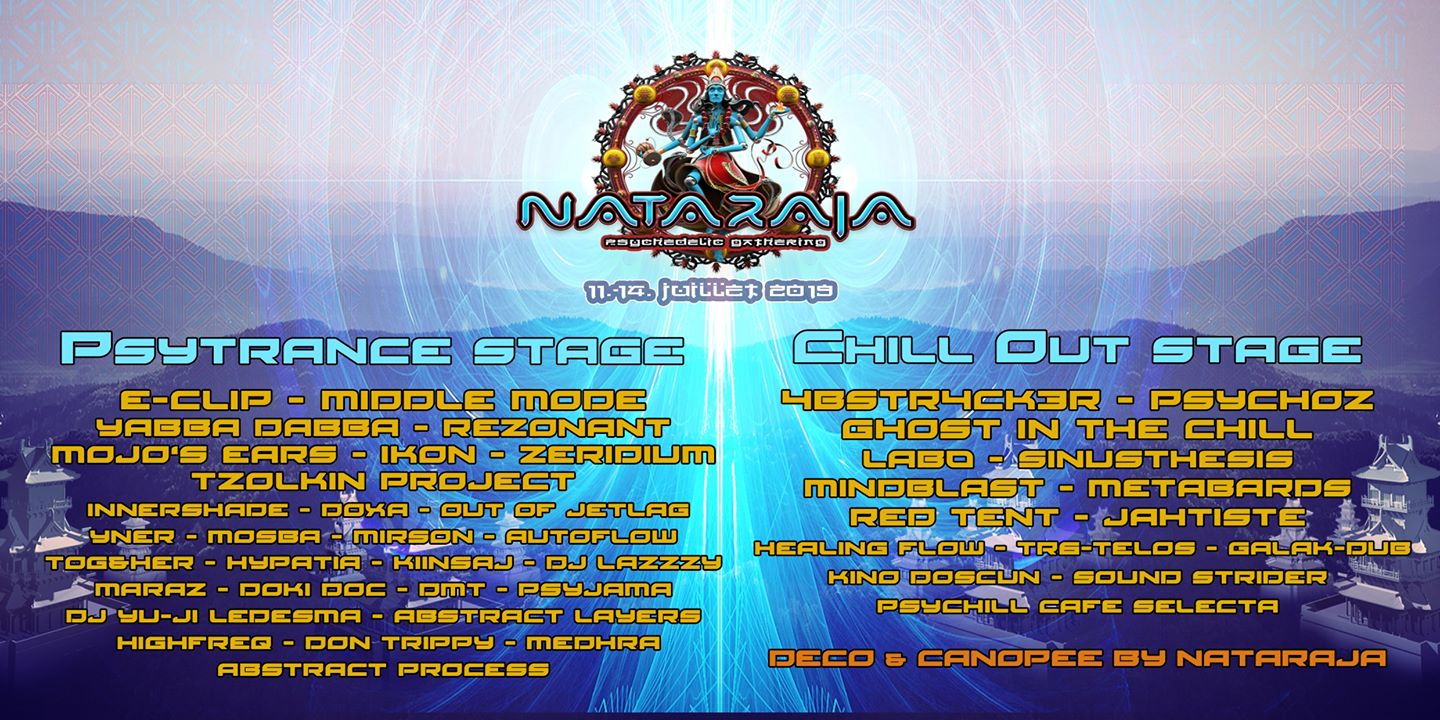 NATARAJA
PSYCHEDELIC GATHERING
11.-14. JUILLET 2019
PSYTRANCE STAGE
E-CLIP - MIDDLE MODE
YABBA DABBA - REZONANT
MOJO'S EARS - IKON - ZERIDIUM
TZOLKIN PROJECT
INNERSHADE - DOXA - OUT OF JETLAG
YNER - MOSBA - MIRSON - AUTOFLOW
TOG&HER - HYPATIA - KIINSAJ - DJ LAZZZY
MARAZ - DOKI DOC - DMT - PSYJAMA
DJ YU-JI LEDESMA - ABSTRACT LAYERS
HIGHFREQ - DON TRIPPY - MEDHRA
ABSTRACT PROCESS
CHILL OUT STAGE
4BSTR4CK3R - PSYCHOZ
GHOST IN THE CHILL
LABQ - SINUSTHESIS
MINDBLAST - METABARDS
RED TENT - JAHTISTE
HEALING FLOW - TR8-TELOS - GALAK-DUB
KINO DOSCUN - SOUND STRIDER
PSYCHILL CAFE SELECTA
DECO & CANOPEE BY NATARAJA